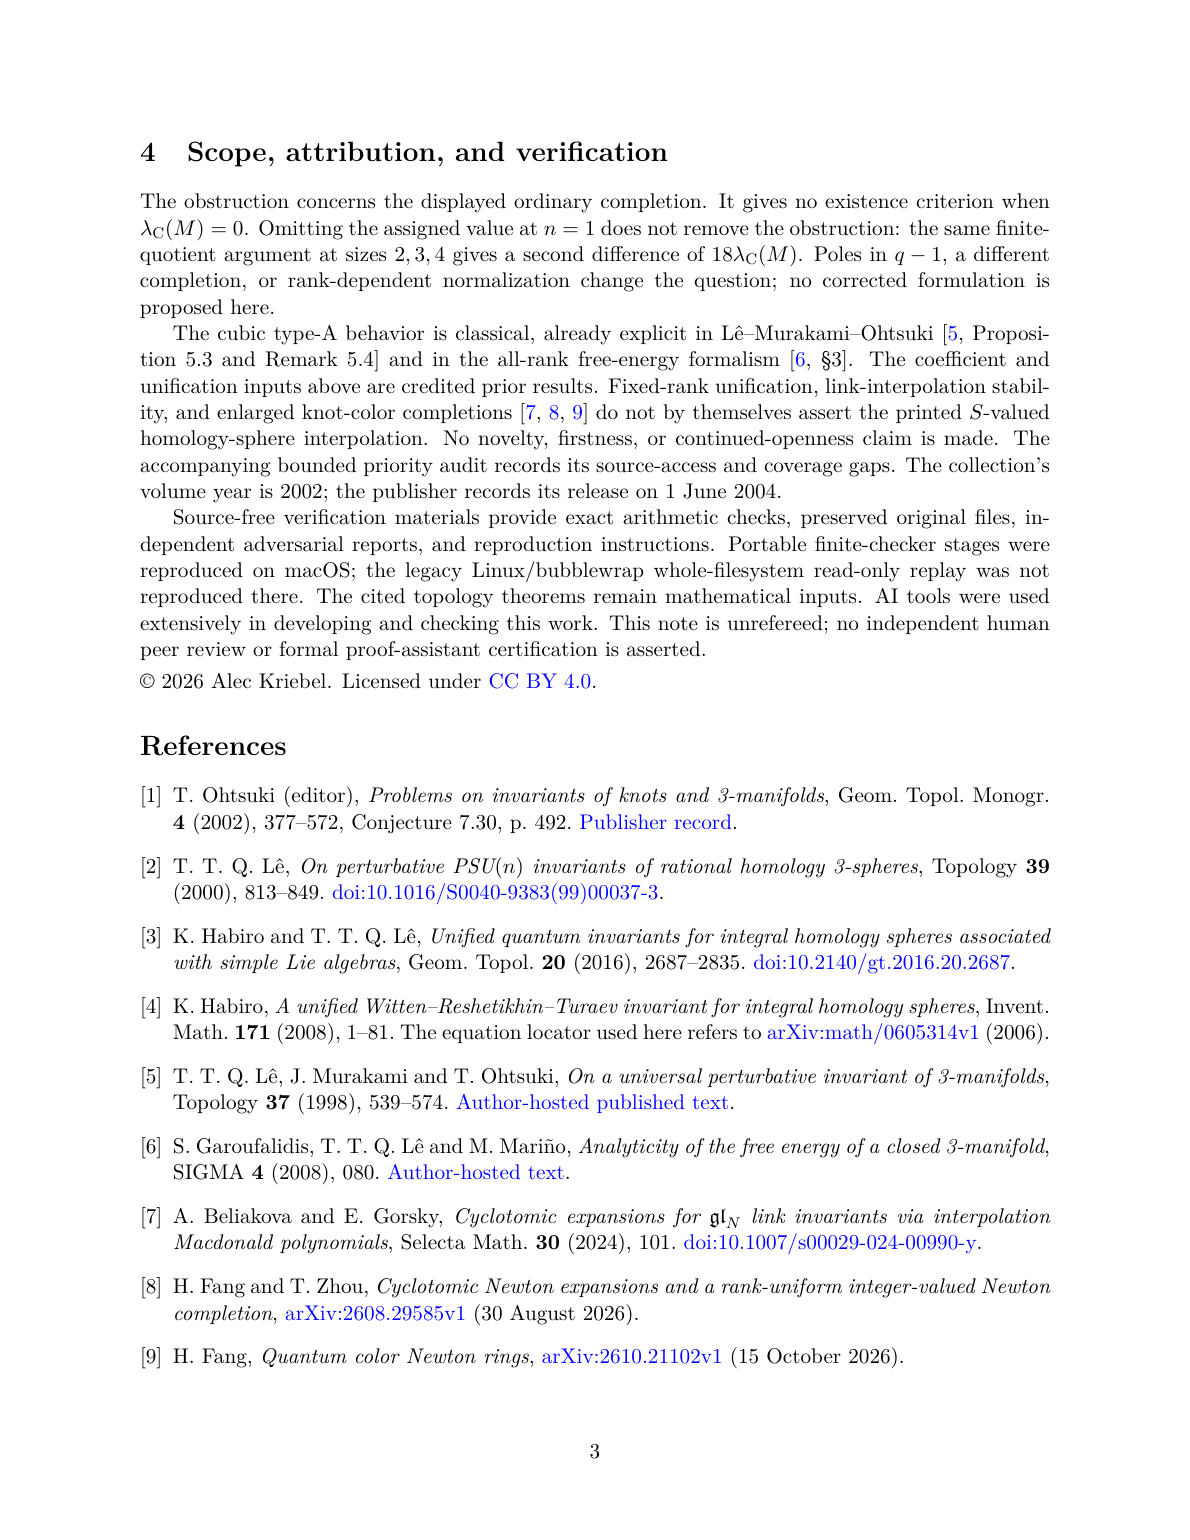 4 Scope, attribution, and verification
The obstruction concerns the displayed ordinary completion. It gives no existence criterion when
λ_C(M) = 0. Omitting the assigned value at n = 1 does not remove the obstruction: the same finite-
quotient argument at sizes 2, 3, 4 gives a second difference of 18λ_C(M). Poles in q − 1, a different
completion, or rank-dependent normalization change the question; no corrected formulation is
proposed here.
The cubic type-A behavior is classical, already explicit in Lê–Murakami–Ohtsuki [5, Proposi-
tion 5.3 and Remark 5.4] and in the all-rank free-energy formalism [6, §3]. The coefficient and
unification inputs above are credited prior results. Fixed-rank unification, link-interpolation stabil-
ity, and enlarged knot-color completions [7, 8, 9] do not by themselves assert the printed S-valued
homology-sphere interpolation. No novelty, firstness, or continued-openness claim is made. The
accompanying bounded priority audit records its source-access and coverage gaps. The collection's
volume year is 2002; the publisher records its release on 1 June 2004.
Source-free verification materials provide exact arithmetic checks, preserved original files, in-
dependent adversarial reports, and reproduction instructions. Portable finite-checker stages were
reproduced on macOS; the legacy Linux/bubblewrap whole-filesystem read-only replay was not
reproduced there. The cited topology theorems remain mathematical inputs. AI tools were used
extensively in developing and checking this work. This note is unrefereed; no independent human
peer review or formal proof-assistant certification is asserted.
© 2026 Alec Kriebel. Licensed under CC BY 4.0.
References
[1] T. Ohtsuki (editor), Problems on invariants of knots and 3-manifolds, Geom. Topol. Monogr.
4 (2002), 377–572, Conjecture 7.30, p. 492. Publisher record.
[2] T. T. Q. Lê, On perturbative PSU(n) invariants of rational homology 3-spheres, Topology 39
(2000), 813–849. doi:10.1016/S0040-9383(99)00037-3.
[3] K. Habiro and T. T. Q. Lê, Unified quantum invariants for integral homology spheres associated
with simple Lie algebras, Geom. Topol. 20 (2016), 2687–2835. doi:10.2140/gt.2016.20.2687.
[4] K. Habiro, A unified Witten–Reshetikhin–Turaev invariant for integral homology spheres, Invent.
Math. 171 (2008), 1–81. The equation locator used here refers to arXiv:math/0605314v1 (2006).
[5] T. T. Q. Lê, J. Murakami and T. Ohtsuki, On a universal perturbative invariant of 3-manifolds,
Topology 37 (1998), 539–574. Author-hosted published text.
[6] S. Garoufalidis, T. T. Q. Lê and M. Mariño, Analyticity of the free energy of a closed 3-manifold,
SIGMA 4 (2008), 080. Author-hosted text.
[7] A. Beliakova and E. Gorsky, Cyclotomic expansions for 𝔤𝔩_N link invariants via interpolation
Macdonald polynomials, Selecta Math. 30 (2024), 101. doi:10.1007/s00029-024-00990-y.
[8] H. Fang and T. Zhou, Cyclotomic Newton expansions and a rank-uniform integer-valued Newton
completion, arXiv:2608.29585v1 (30 August 2026).
[9] H. Fang, Quantum color Newton rings, arXiv:2610.21102v1 (15 October 2026).
3